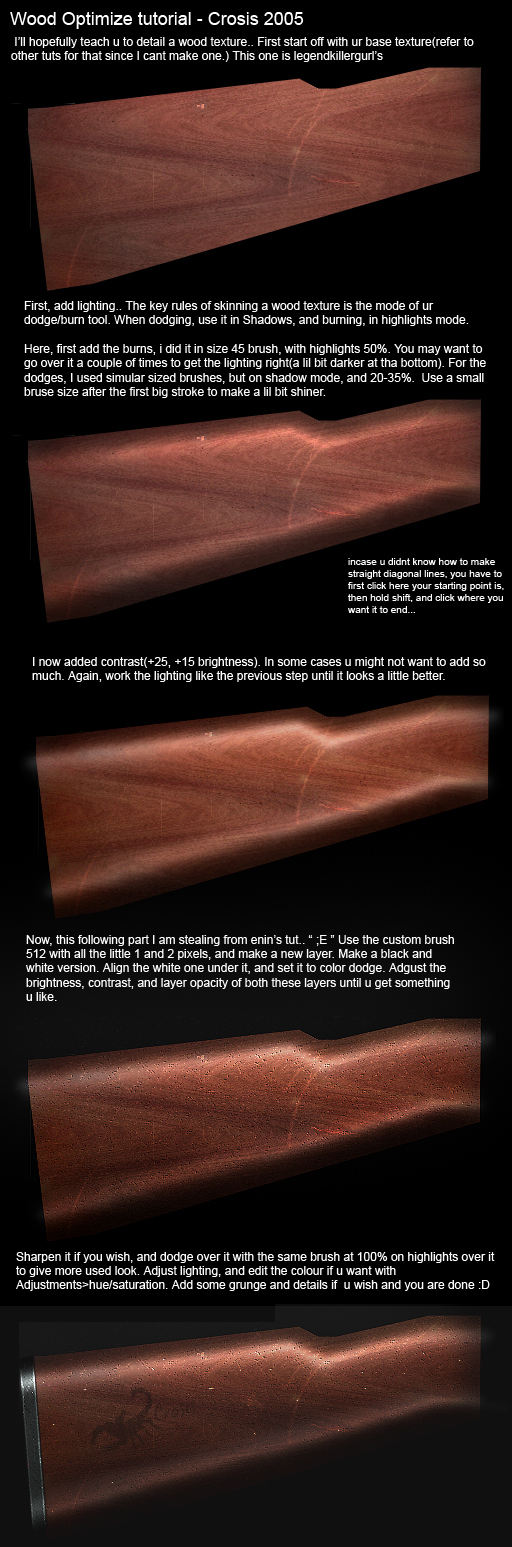 Wood Optimize tutorial - Crosis 2005
I'll hopefully teach u to detail a wood texture.. First start off with ur base texture(refer to
other tuts for that since I cant make one.) This one is legendkillergurl's
First, add lighting.. The key rules of skinning a wood texture is the mode of ur
dodge/burn tool. When dodging, use it in Shadows, and burning, in highlights mode.
Here, first add the burns, i did it in size 45 brush, with highlights 50%. You may want to
go over it a couple of times to get the lighting right(a lil bit darker at tha bottom). For the
dodges, I used simular sized brushes, but on shadow mode, and 20-35%.  Use a small
bruse size after the first big stroke to make a lil bit shiner.
incase u didnt know how to make
straight diagonal lines, you have to
first click here your starting point is,
then hold shift, and click where you
want it to end...
I now added contrast(+25, +15 brightness). In some cases u might not want to add so
much. Again, work the lighting like the previous step until it looks a little better.
Now, this following part I am stealing from enin's tut.. “ ;E ” Use the custom brush
512 with all the little 1 and 2 pixels, and make a new layer. Make a black and
white version. Align the white one under it, and set it to color dodge. Adgust the
brightness, contrast, and layer opacity of both these layers until u get something
u like.
Sharpen it if you wish, and dodge over it with the same brush at 100% on highlights over it
to give more used look. Adjust lighting, and edit the colour if u want with
Adjustments>hue/saturation. Add some grunge and details if  u wish and you are done :D